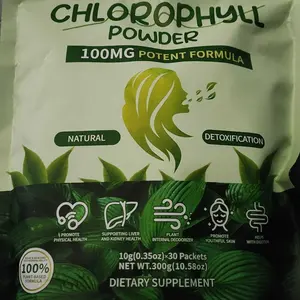 CHLOROPHYLL
POWDER
100MG POTENT FORMULA
NATURAL
DETOXIFICATION
PROMOTE
PHYSICAL HEALTH
SUPPORTING LIVER
AND KIDNEY HEALTH
PLANT
INTERNAL DEODORIZER
PROMOTE
YOUTHFUL SKIN
100%
10g(0.35oz)×30 Packets
NET WT.300g(10.58oz)
DIETARY SUPPLEMENT